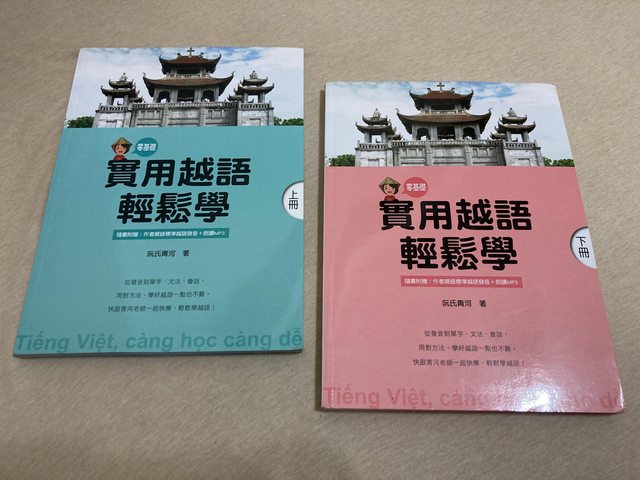 零基礎
實用越語
輕鬆學
上冊
隨書附贈：作者親錄標準越語發音+朗讀MP3
阮氏青河 著
從發音到單字、文法、會話，
用對方法，學好越語一點也不難。
快跟青河老師一起快樂、輕鬆學越語！
Tiếng Việt, càng học càng dễ
零基礎
實用越語
輕鬆學
下冊
隨書附贈：作者親錄標準越語發音+朗讀MP3
阮氏青河 著
從發音到單字、文法、會話，
用對方法，學好越語一點也不難。
快跟青河老師一起快樂、輕鬆學越語！
Tiếng Việt, càng học càng dễ